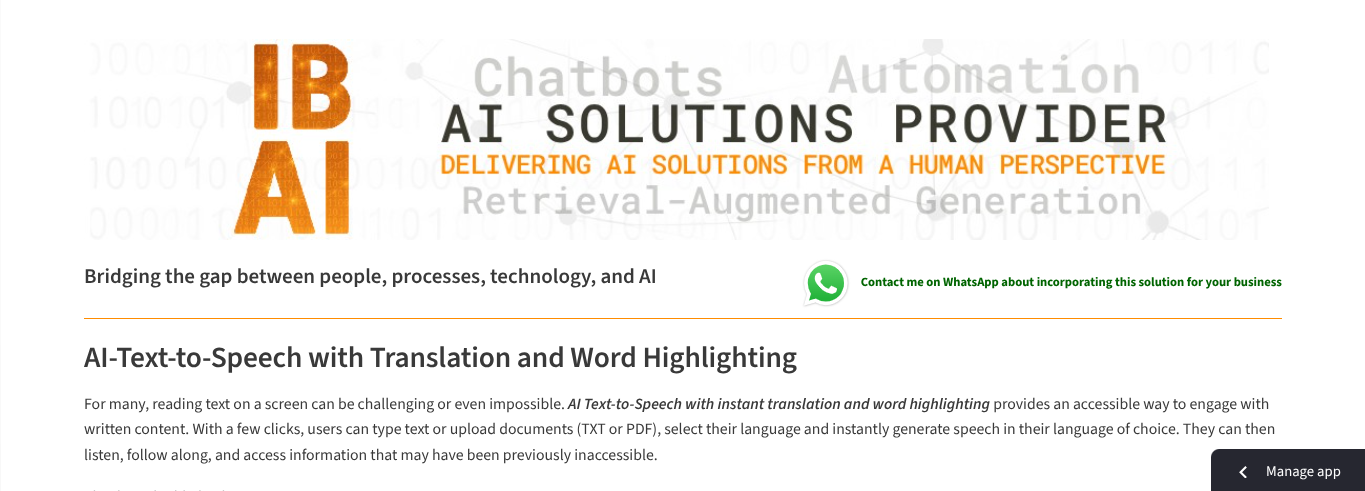 IB
AI
Chatbots Automation
AI SOLUTIONS PROVIDER
DELIVERING AI SOLUTIONS FROM A HUMAN PERSPECTIVE
Retrieval-Augmented Generation
Bridging the gap between people, processes, technology, and AI
Contact me on WhatsApp about incorporating this solution for your business
AI-Text-to-Speech with Translation and Word Highlighting
For many, reading text on a screen can be challenging or even impossible. AI Text-to-Speech with instant translation and word highlighting provides an accessible way to engage with
written content. With a few clicks, users can type text or upload documents (TXT or PDF), select their language and instantly generate speech in their language of choice. They can then
listen, follow along, and access information that may have been previously inaccessible.
Manage app